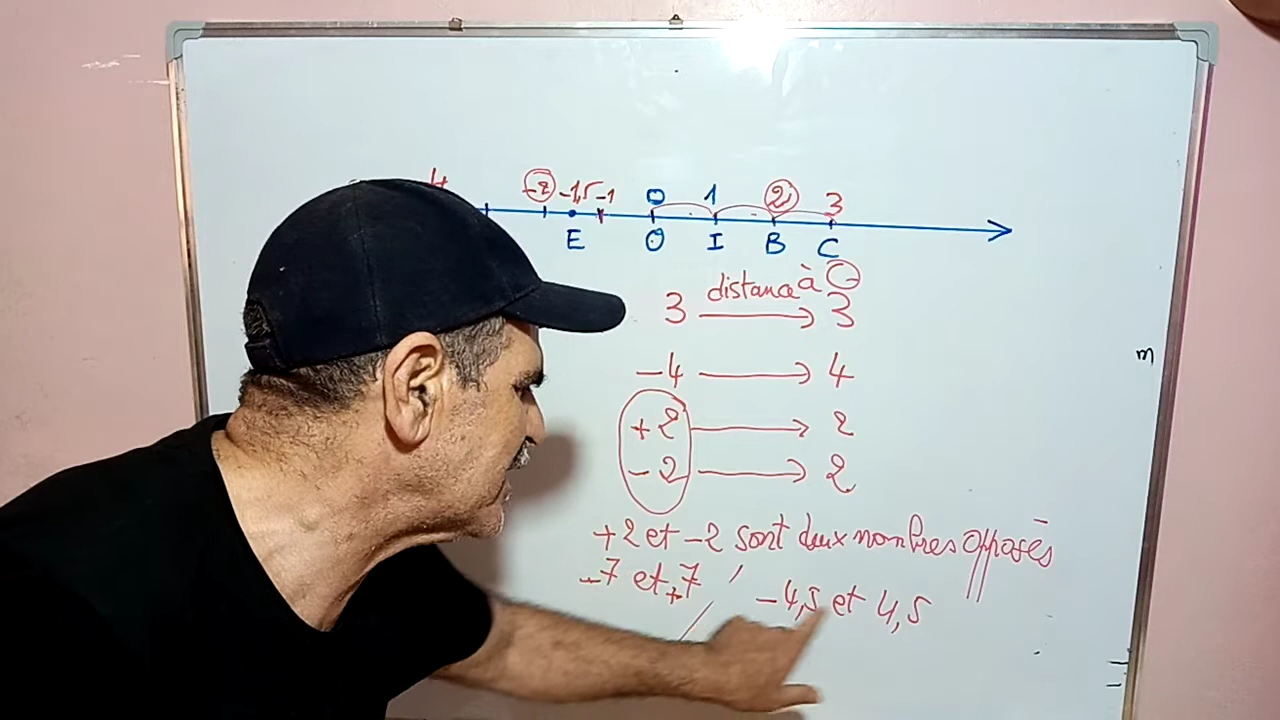 4 -2 -1,5 -1 0 1 2 3
E O I B C
distance à O
3 → 3
-4 → 4
+2 → 2
-2 → 2
+2 et -2 sont deux nombres opposés
-7 et +7 / -4,5 et 4,5
m